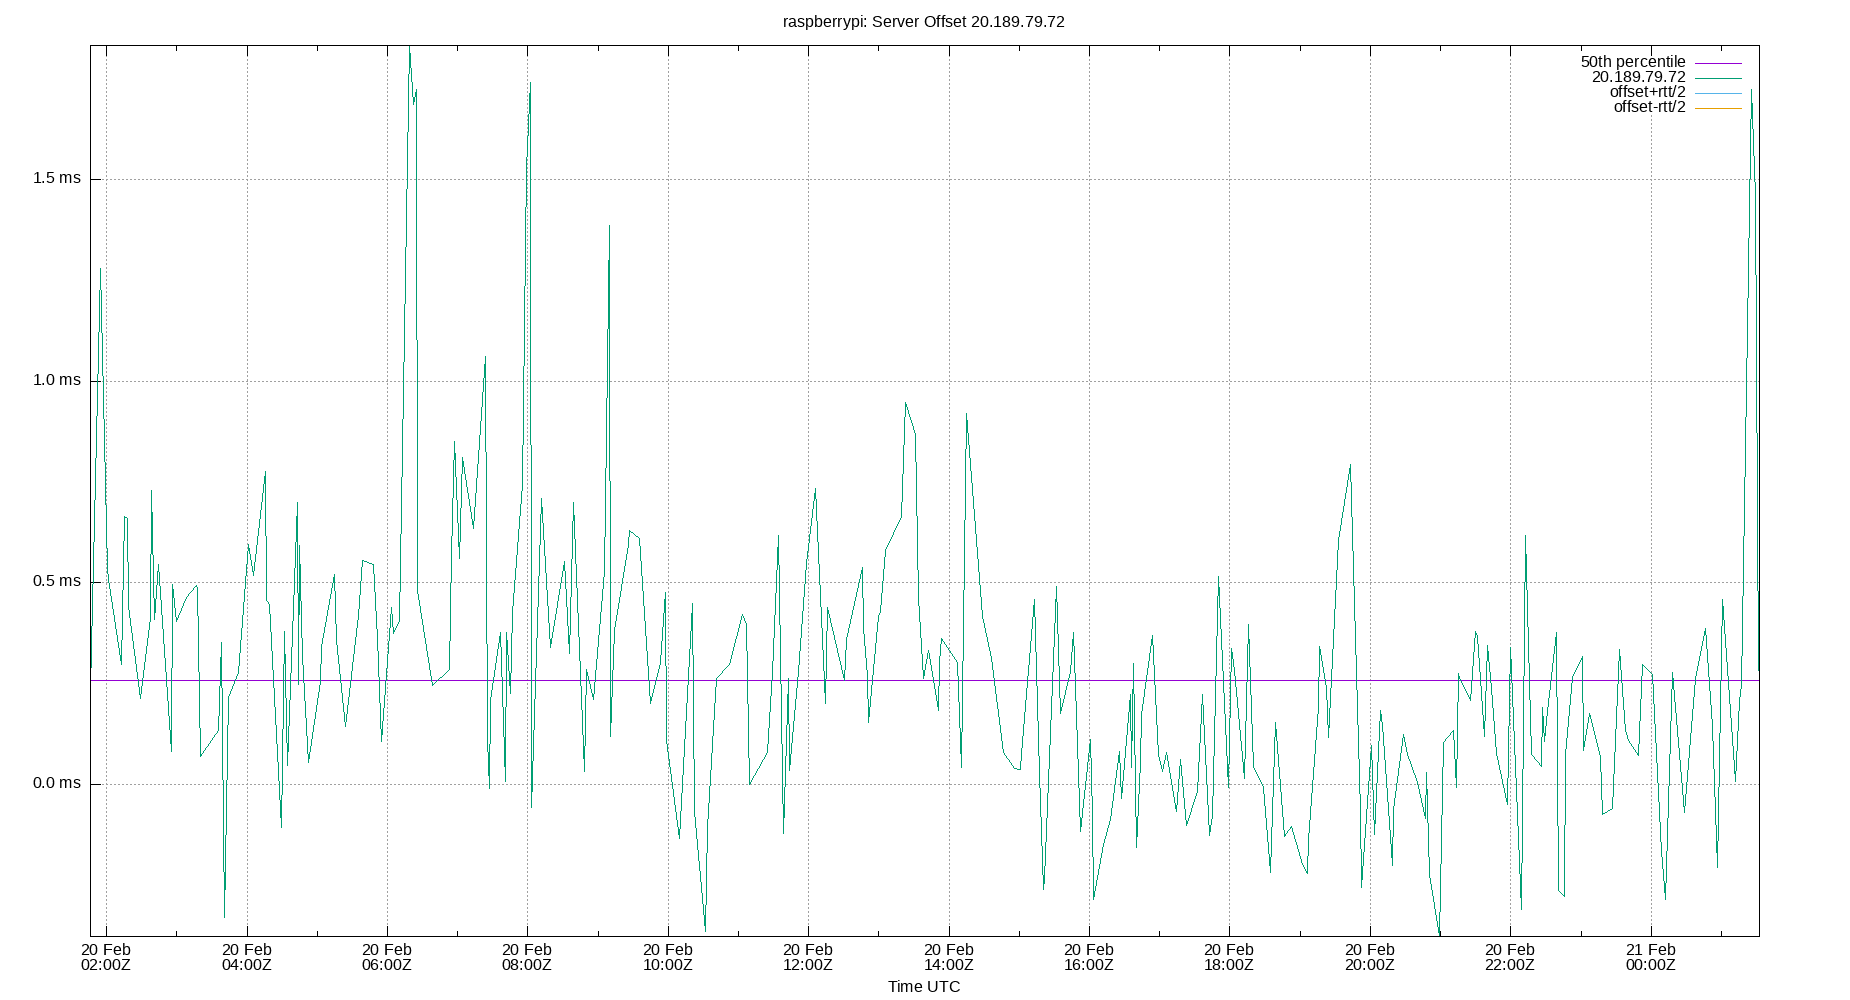 raspberrypi: Server Offset 20.189.79.72
50th percentile
20.189.79.72
offset+rtt/2
offset-rtt/2
1.5 ms
1.0 ms
0.5 ms
0.0 ms
20 Feb 20 Feb 20 Feb 20 Feb 20 Feb 20 Feb 20 Feb 20 Feb 20 Feb 20 Feb 20 Feb 21 Feb
02:00Z 04:00Z 06:00Z 08:00Z 10:00Z 12:00Z 14:00Z 16:00Z 18:00Z 20:00Z 22:00Z 00:00Z
Time UTC